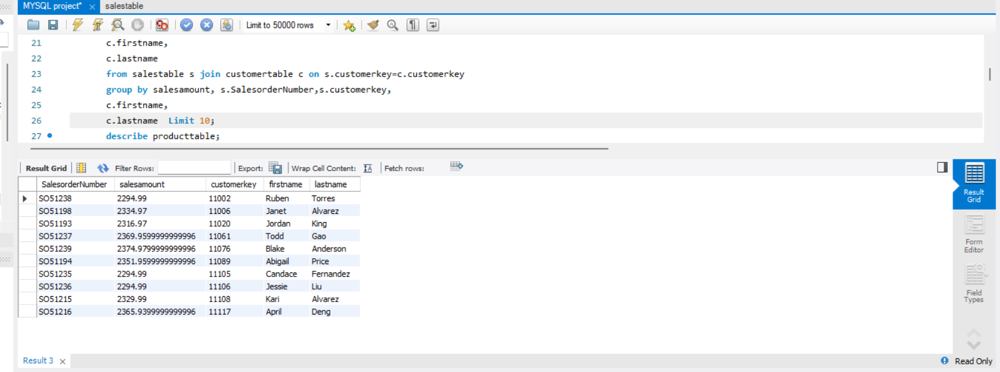 MYSQL project* salestable
Limit to 50000 rows
21 c.firstname,
22 c.lastname
23 from salestable s join customertable c on s.customerkey=c.customerkey
24 group by salesamount, s.SalesorderNumber,s.customerkey,
25 c.firstname,
26 c.lastname  Limit 10;
27 describe producttable;
Result Grid Filter Rows: Export: Wrap Cell Content: Fetch rows:
SalesorderNumber salesamount customerkey firstname lastname
SO51238 2294.99 11002 Ruben Torres
SO51198 2334.97 11006 Janet Alvarez
SO51193 2316.97 11020 Jordan King
SO51237 2369.9599999999996 11061 Todd Gao
SO51239 2374.9799999999996 11076 Blake Anderson
SO51194 2351.9599999999996 11089 Abigail Price
SO51235 2294.99 11105 Candace Fernandez
SO51236 2294.99 11106 Jessie Liu
SO51215 2329.99 11108 Kari Alvarez
SO51216 2365.9399999999996 11117 April Deng
Result
Grid
Form
Editor
Field
Types
Result 3 Read Only